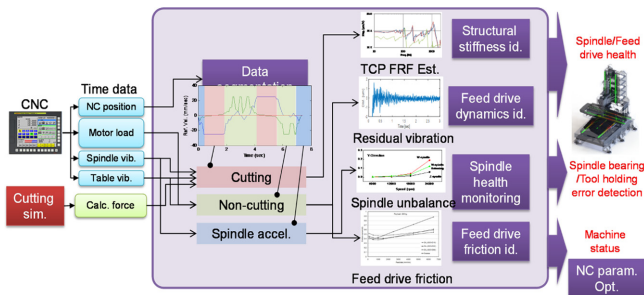 CNC
Time data
NC position
Motor load
Spindle vib.
Table vib.
Cutting
sim.
Calc. force
Data
Time (sec)
Cutting
Non-cutting
Spindle accel.
TCP FRF Est.
Residual vibration
Spindle unbalance
Feed drive friction
Structural
stiffness id.
Feed drive
dynamics id.
Spindle
health
monitoring
Feed drive
friction id.
Spindle/Feed
drive health
Spindle bearing
/Tool holding
error detection
Machine
status
NC param.
Opt.